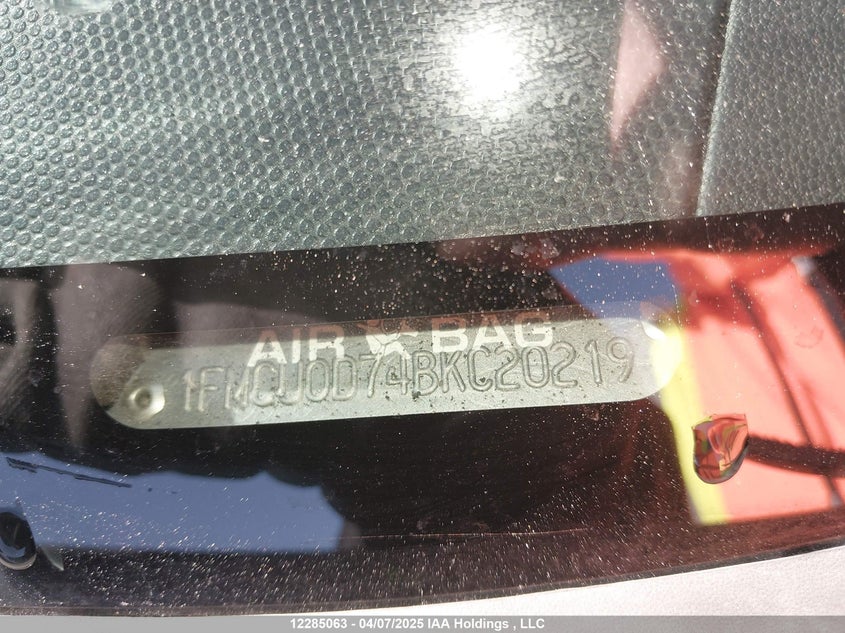 AIR BAG
1FMCU0D74BKC20219
12285063 - 04/07/2025 IAA Holdings , LLC